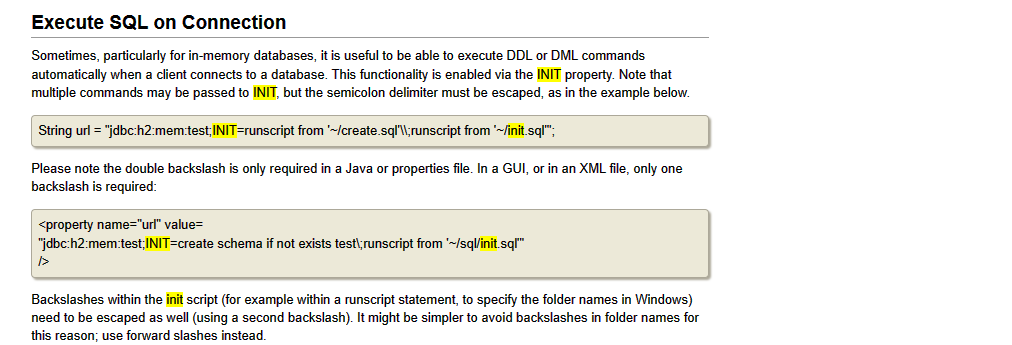 Execute SQL on Connection
Sometimes, particularly for in-memory databases, it is useful to be able to execute DDL or DML commands
automatically when a client connects to a database. This functionality is enabled via the INIT property. Note that
multiple commands may be passed to INIT, but the semicolon delimiter must be escaped, as in the example below.
String url = "jdbc:h2:mem:test;INIT=runscript from '~/create.sql'\\;runscript from '~/init.sql'";
Please note the double backslash is only required in a Java or properties file. In a GUI, or in an XML file, only one
backslash is required:
<property name="url" value=
"jdbc:h2:mem:test;INIT=create schema if not exists test\;runscript from '~/sql/init.sql'"
/>
Backslashes within the init script (for example within a runscript statement, to specify the folder names in Windows)
need to be escaped as well (using a second backslash). It might be simpler to avoid backslashes in folder names for
this reason; use forward slashes instead.